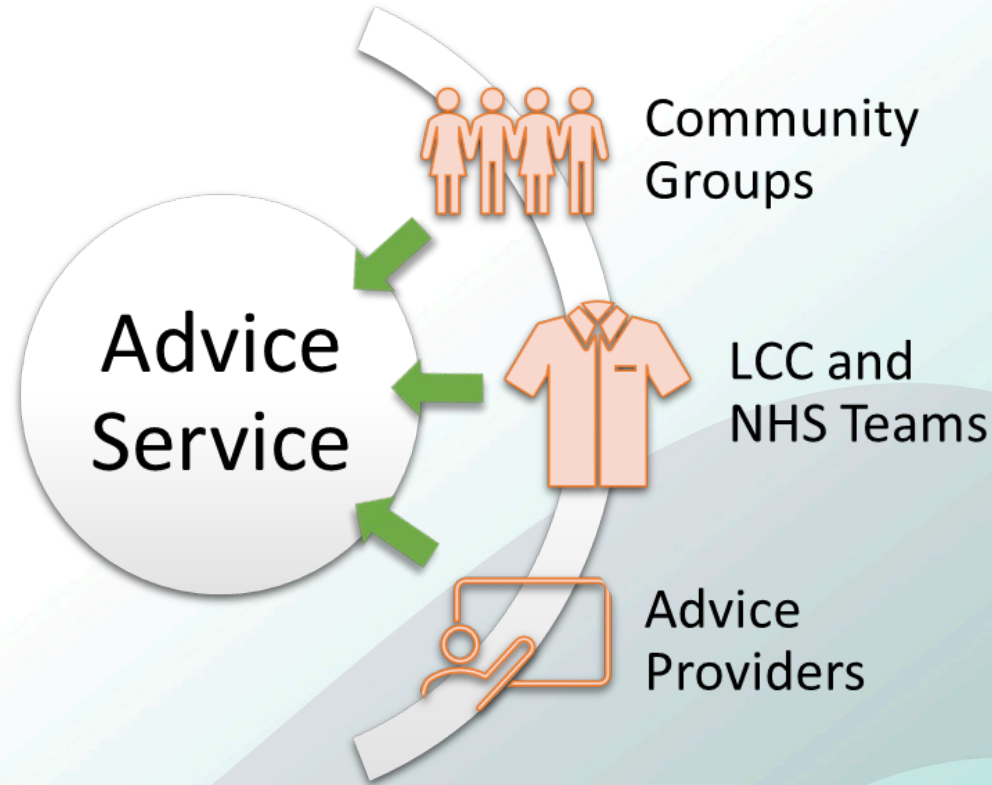 Community
Groups
Advice
Service
LCC and
NHS Teams
Advice
Providers